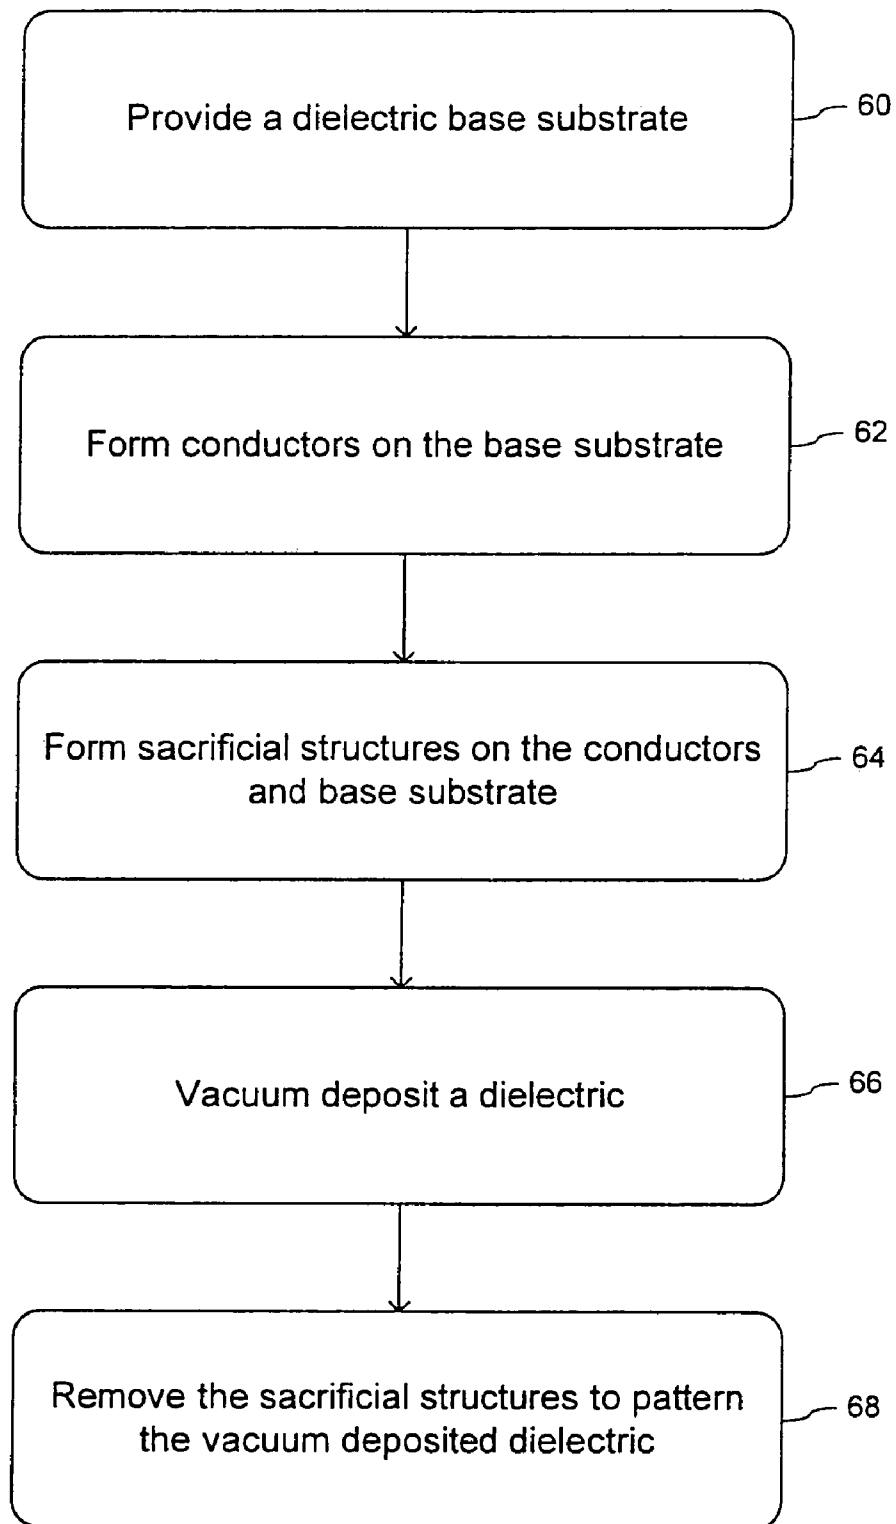 Provide a dielectric base substrate
60
Form conductors on the base substrate
62
Form sacrificial structures on the conductors
and base substrate
64
Vacuum deposit a dielectric
66
Remove the sacrificial structures to pattern
the vacuum deposited dielectric
68